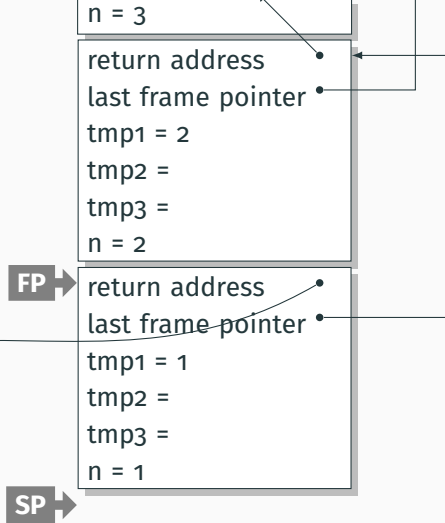 n = 3
return address
last frame pointer
tmp1 = 2
tmp2 =
tmp3 =
n = 2
FP
return address
last frame pointer
tmp1 = 1
tmp2 =
tmp3 =
n = 1
SP